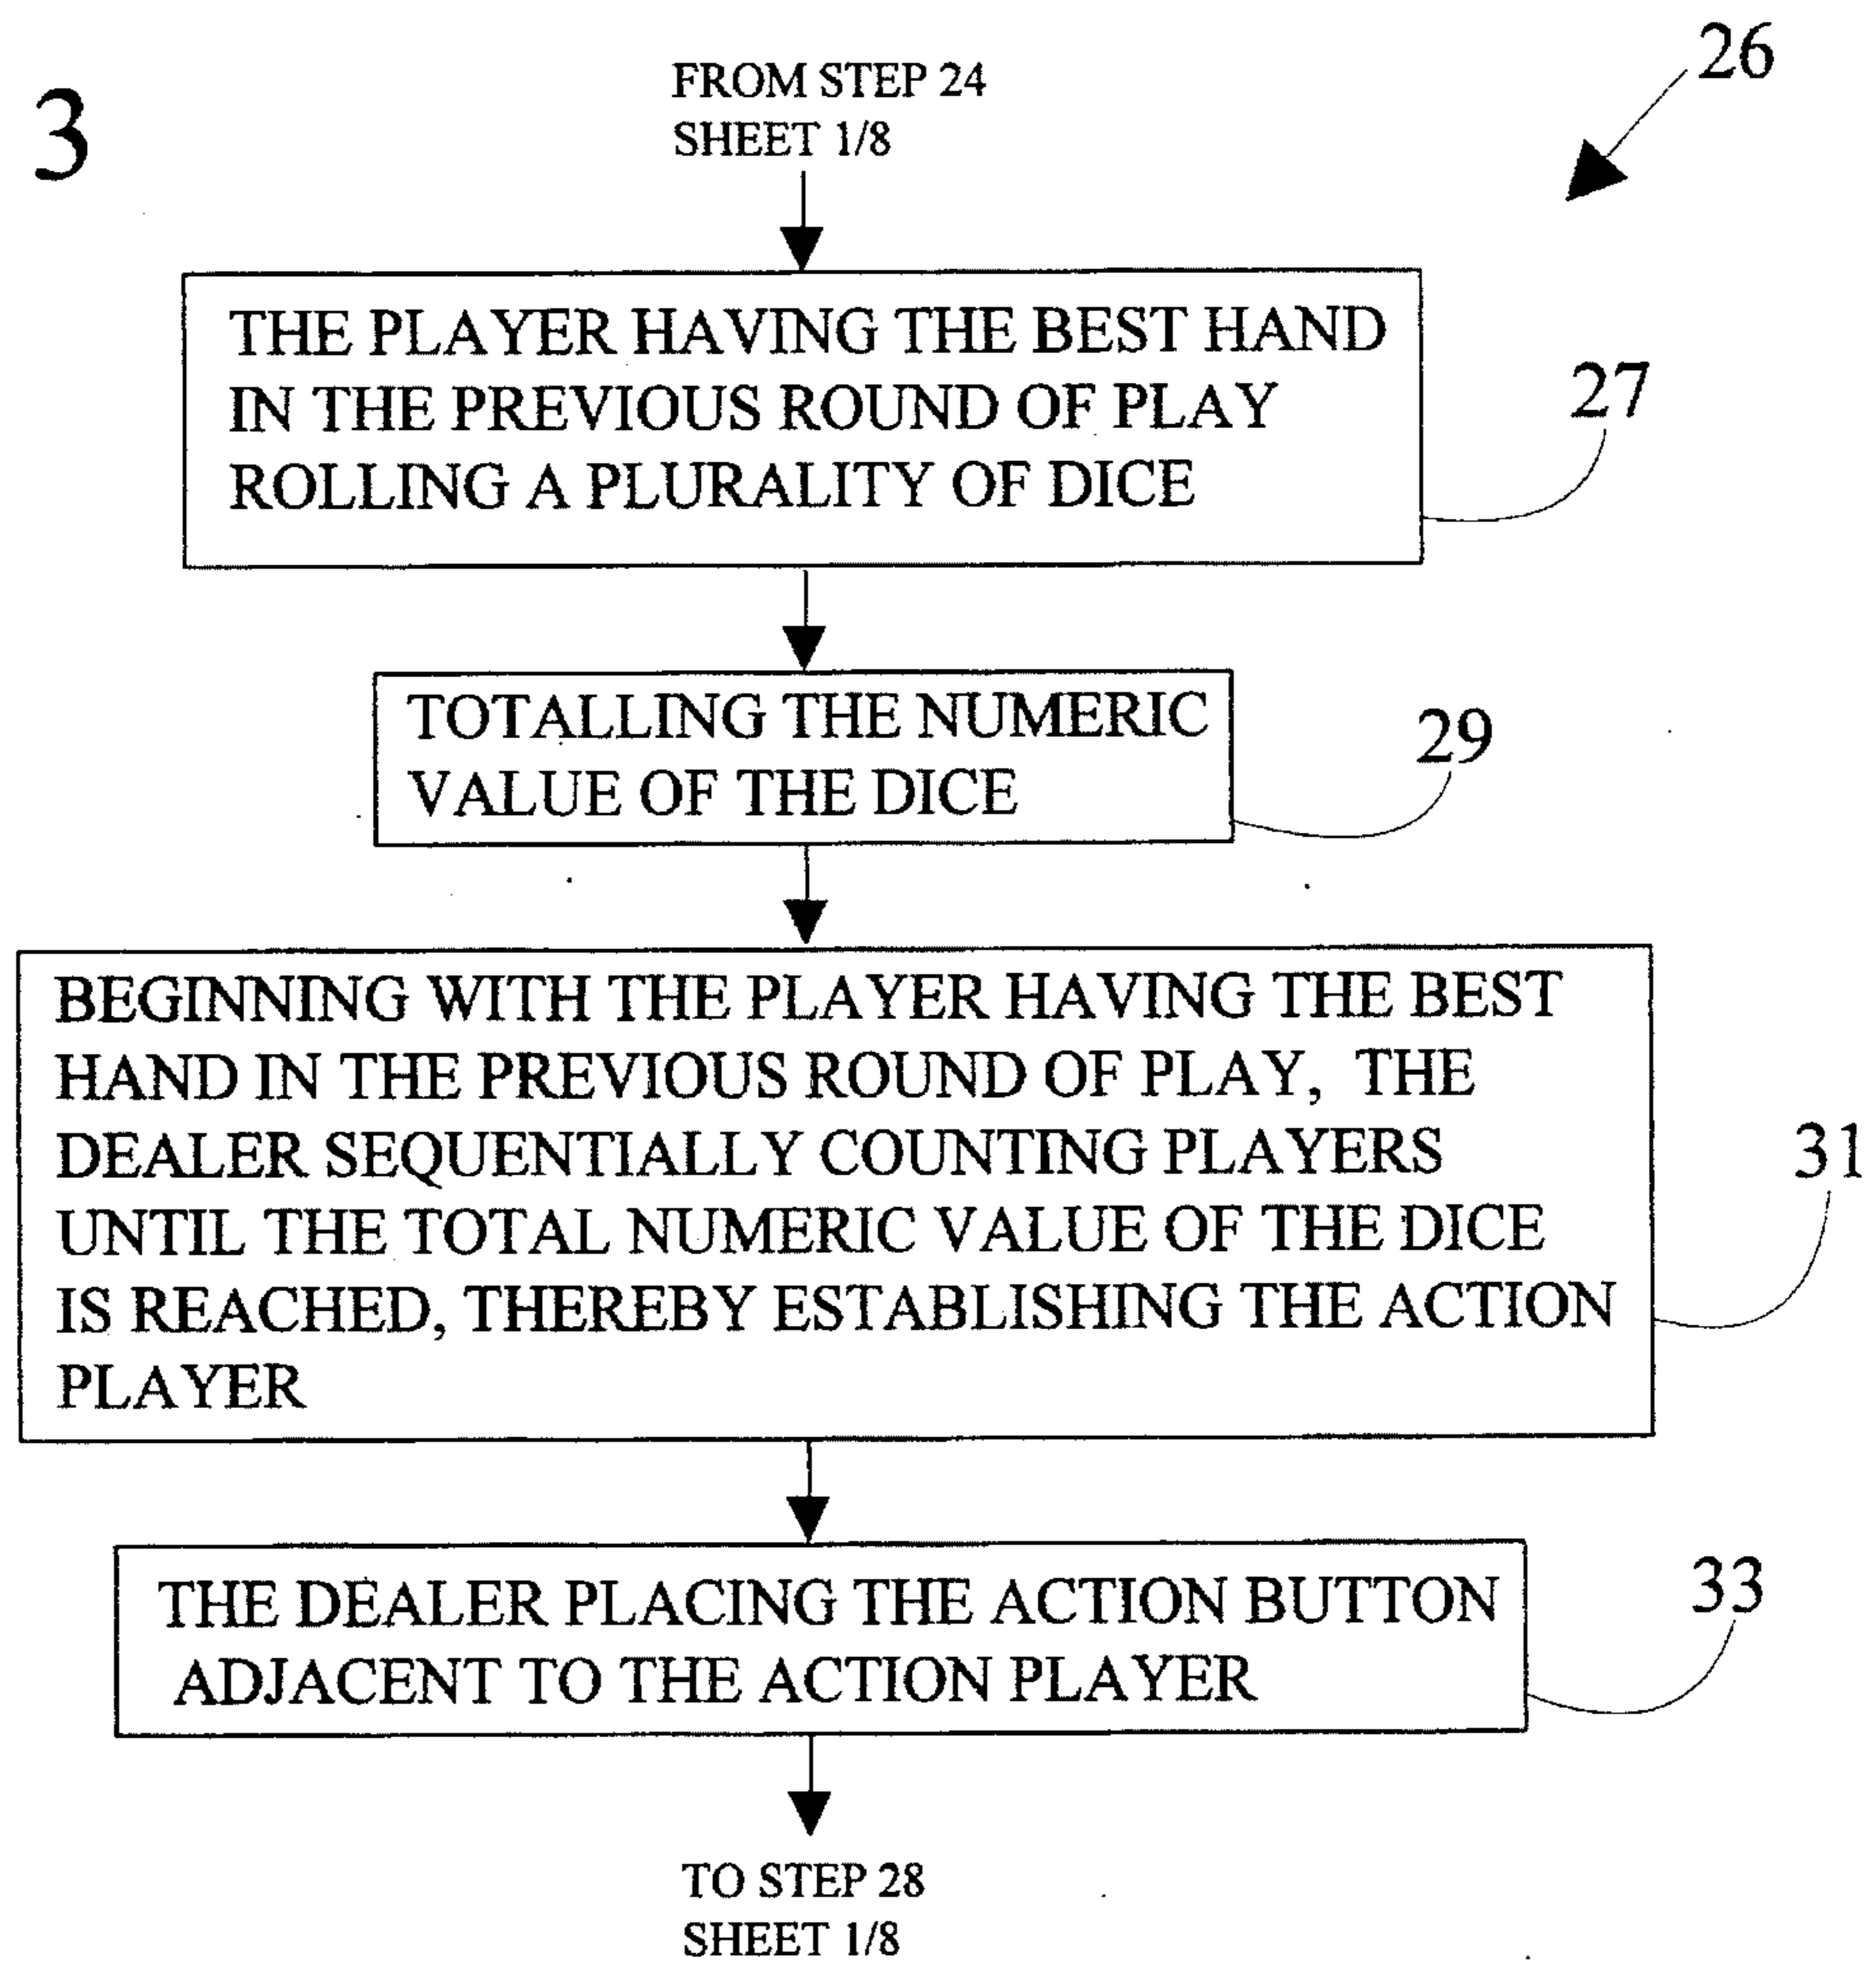 3
26
FROM STEP 24
SHEET 1/8
THE PLAYER HAVING THE BEST HAND
IN THE PREVIOUS ROUND OF PLAY
ROLLING A PLURALITY OF DICE
27
TOTALLING THE NUMERIC
VALUE OF THE DICE
29
BEGINNING WITH THE PLAYER HAVING THE BEST
HAND IN THE PREVIOUS ROUND OF PLAY, THE
DEALER SEQUENTIALLY COUNTING PLAYERS
UNTIL THE TOTAL NUMERIC VALUE OF THE DICE
IS REACHED, THEREBY ESTABLISHING THE ACTION
PLAYER
31
THE DEALER PLACING THE ACTION BUTTON
ADJACENT TO THE ACTION PLAYER
33
TO STEP 28
SHEET 1/8